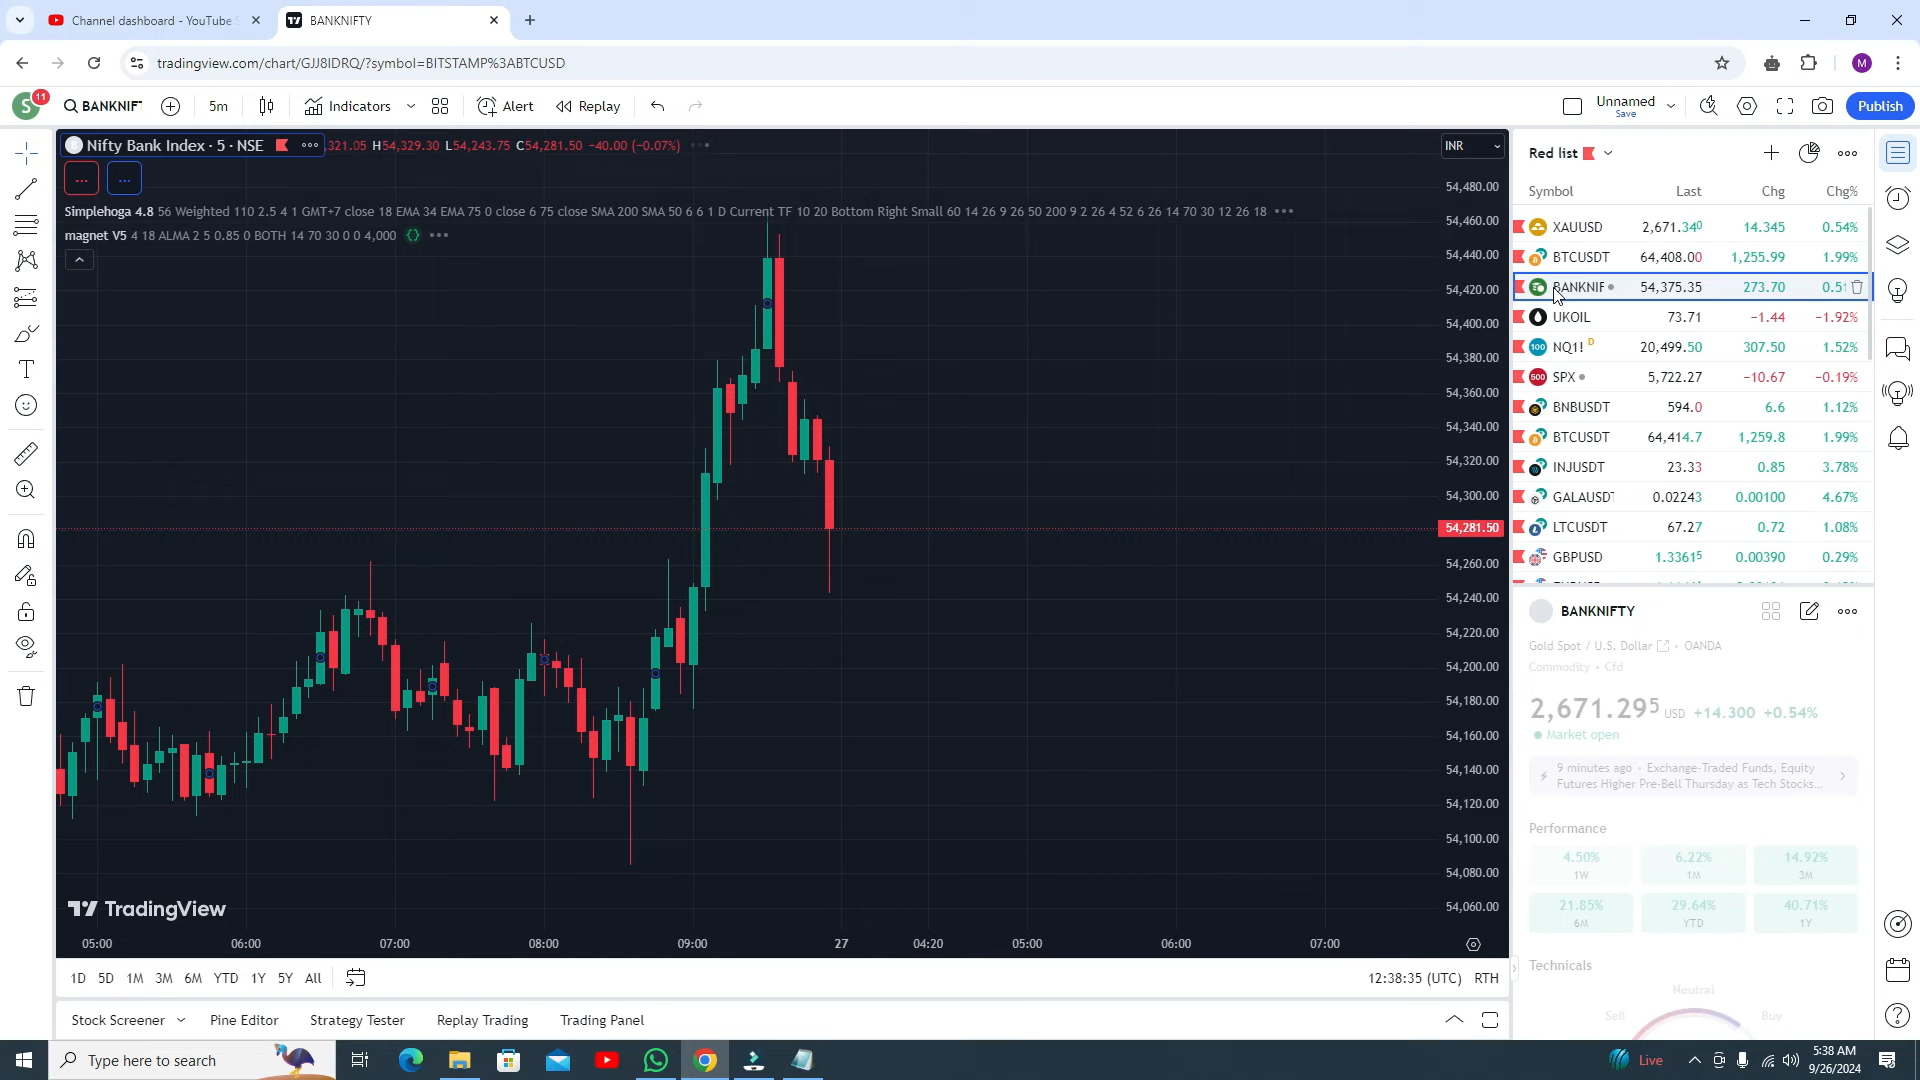 Channel dashboard - YouTube S
BANKNIFTY
tradingview.com/chart/GJJ8IDRQ/?symbol=BITSTAMP%3ABTCUSD
M
S
11
BANKNIF
5m
Indicators
Alert
Replay
Unnamed
Save
Publish
Nifty Bank Index · 5 · NSE
321.05 H54,329.30 L54,243.75 C54,281.50 −40.00 (−0.07%)
INR
Simplehoga 4.8 56 Weighted 110 2.5 4 1 GMT+7 close 18 EMA 34 EMA 75 0 close 6 75 close SMA 200 SMA 50 6 6 1 D Current TF 10 20 Bottom Right Small 60 14 26 9 26 50 200 9 2 26 4 52 6 26 14 70 30 12 26 18
magnet V5 4 18 ALMA 2 5 0.85 0 BOTH 14 70 30 0 0 4,000
54,480.00
54,460.00
54,440.00
54,420.00
54,400.00
54,380.00
54,360.00
54,340.00
54,320.00
54,300.00
54,281.50
54,260.00
54,240.00
54,220.00
54,200.00
54,180.00
54,160.00
54,140.00
54,120.00
54,100.00
54,080.00
54,060.00
TradingView
05:00 06:00 07:00 08:00 09:00 27 04:20 05:00 06:00 07:00
1D 5D 1M 3M 6M YTD 1Y 5Y All
12:38:35 (UTC) RTH
Stock Screener Pine Editor Strategy Tester Replay Trading Trading Panel
Red list
Symbol Last Chg Chg%
XAUUSD 2,671.340 14.345 0.54%
BTCUSDT 64,408.00 1,255.99 1.99%
BANKNIF 54,375.35 273.70 0.51
UKOIL 73.71 −1.44 −1.92%
NQ1! D 20,499.50 307.50 1.52%
SPX 5,722.27 −10.67 −0.19%
BNBUSDT 594.0 6.6 1.12%
BTCUSDT 64,414.7 1,259.8 1.99%
INJUSDT 23.33 0.85 3.78%
GALAUSDT 0.02243 0.00100 4.67%
LTCUSDT 67.27 0.72 1.08%
GBPUSD 1.33615 0.00390 0.29%
BANKNIFTY
Gold Spot / U.S. Dollar • OANDA
Commodity • Cfd
2,671.295 USD +14.300 +0.54%
Market open
9 minutes ago • Exchange-Traded Funds, Equity
Futures Higher Pre-Bell Thursday as Tech Stocks...
Performance
4.50% 6.22% 14.92%
1W 1M 3M
21.85% 29.64% 40.71%
6M YTD 1Y
Technicals
Neutral
Sell Buy
Type here to search
Live
5:38 AM
9/26/2024